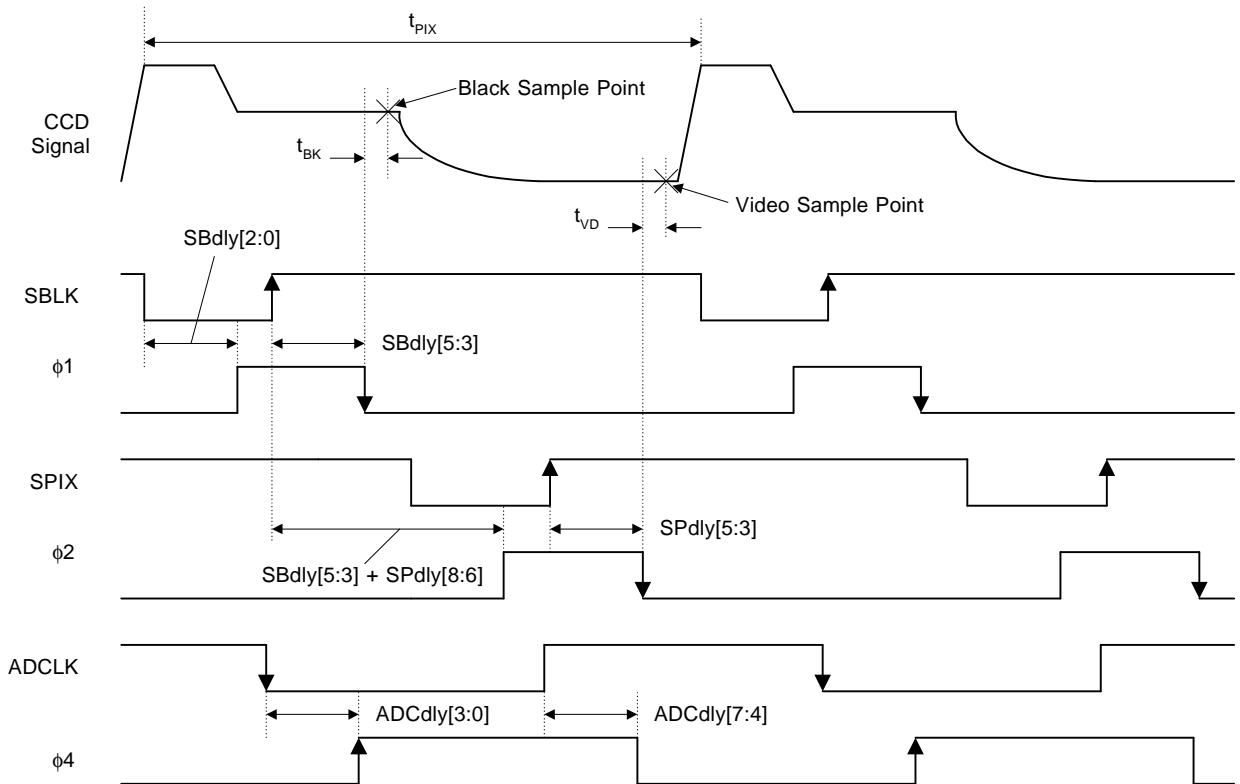 t_PIX
Black Sample Point
CCD
Signal
t_BK
Video Sample Point
t_VD
SBdly[2:0]
SBLK
SBdly[5:3]
ϕ1
SPIX
SPdly[5:3]
ϕ2
SBdly[5:3] + SPdly[8:6]
ADCLK
ADCdly[3:0]
ADCdly[7:4]
ϕ4